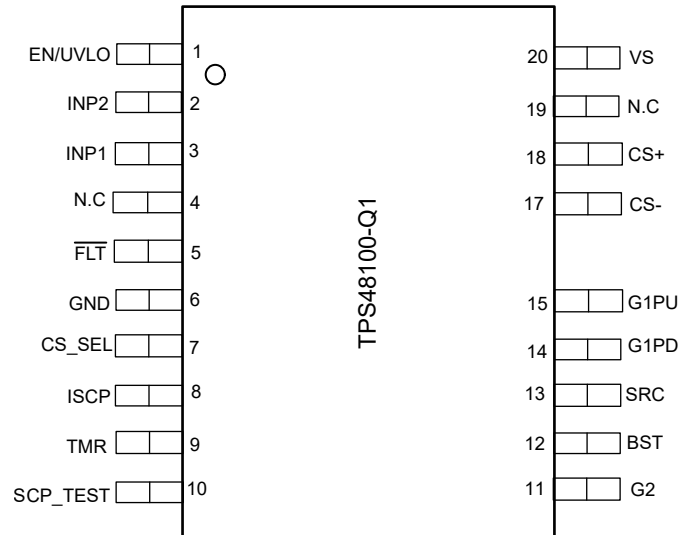 EN/UVLO 1
INP2 2
INP1 3
N.C 4
FLT 5
GND 6
CS_SEL 7
ISCP 8
TMR 9
SCP_TEST 10
TPS48100-Q1
20 VS
19 N.C
18 CS+
17 CS-
15 G1PU
14 G1PD
13 SRC
12 BST
11 G2